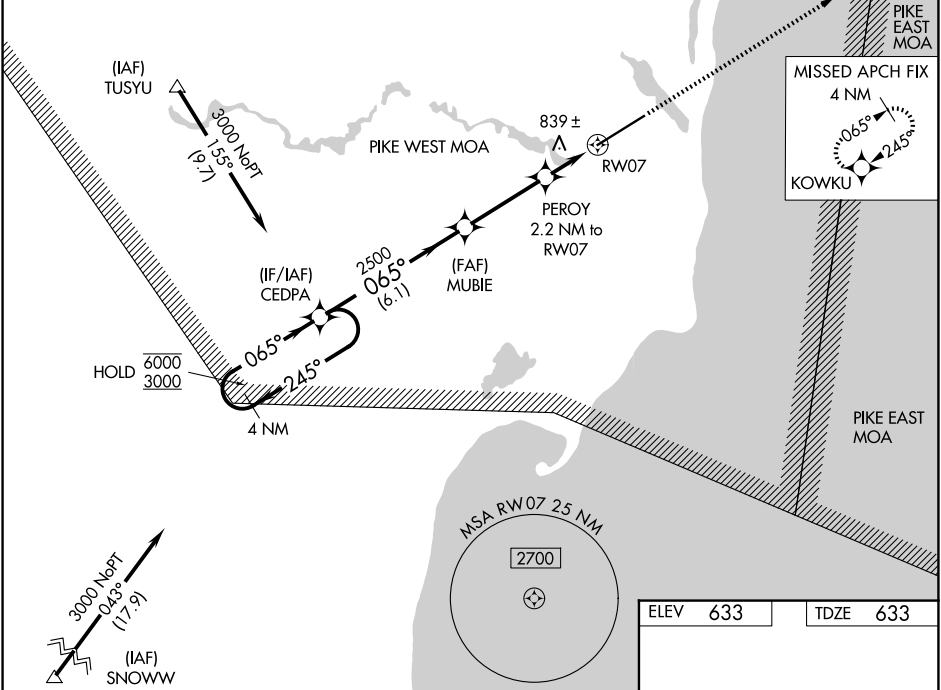 PIKE
EAST
MOA
MISSED APCH FIX
4 NM
065°
245°
KOWKU
(IAF)
TUSYU
3000 NoPT
155°
(9.7)
PIKE WEST MOA
839 ±
RW07
PEROY
2.2 NM to
RW07
(FAF)
MUBIE
2500
065°
(6.1)
(IF/IAF)
CEDPA
065°
245°
HOLD
6000
3000
4 NM
PIKE EAST
MOA
MSA RW07 25 NM
2700
3000 NoPT
043°
(17.9)
(IAF)
SNOWW
ELEV 633
TDZE 633